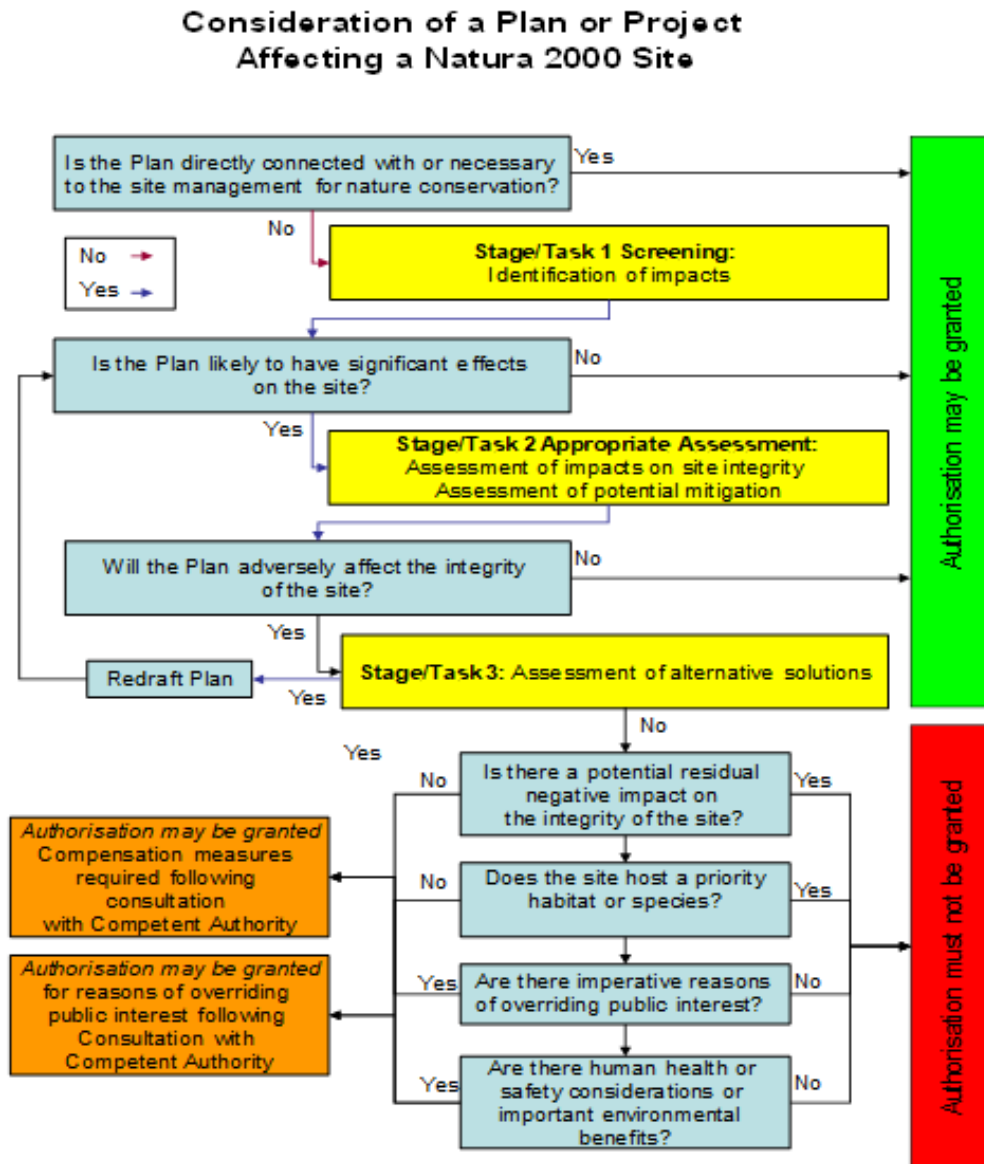 Consideration of a Plan or Project
Affecting a Natura 2000 Site
Is the Plan directly connected with or necessary
to the site management for nature conservation?
Yes
No
No
Yes
Stage/Task 1 Screening:
Identification of impacts
Is the Plan likely to have significant effects
on the site?
No
Yes
Stage/Task 2 Appropriate Assessment:
Assessment of impacts on site integrity
Assessment of potential mitigation
Will the Plan adversely affect the integrity
of the site?
No
Yes
Stage/Task 3: Assessment of alternative solutions
Redraft Plan
Yes
No
Authorisation may be granted
Yes
No
Is there a potential residual
negative impact on
the integrity of the site?
Yes
No
Does the site host a priority
habitat or species?
Yes
Yes
Are there imperative reasons
of overriding public interest?
No
Yes
Are there human health or
safety considerations or
important environmental
benefits?
No
Authorisation may be granted
Compensation measures
required following
consultation
with Competent Authority
Authorisation may be granted
for reasons of overriding
public interest following
Consultation with
Competent Authority
Authorisation must not be granted